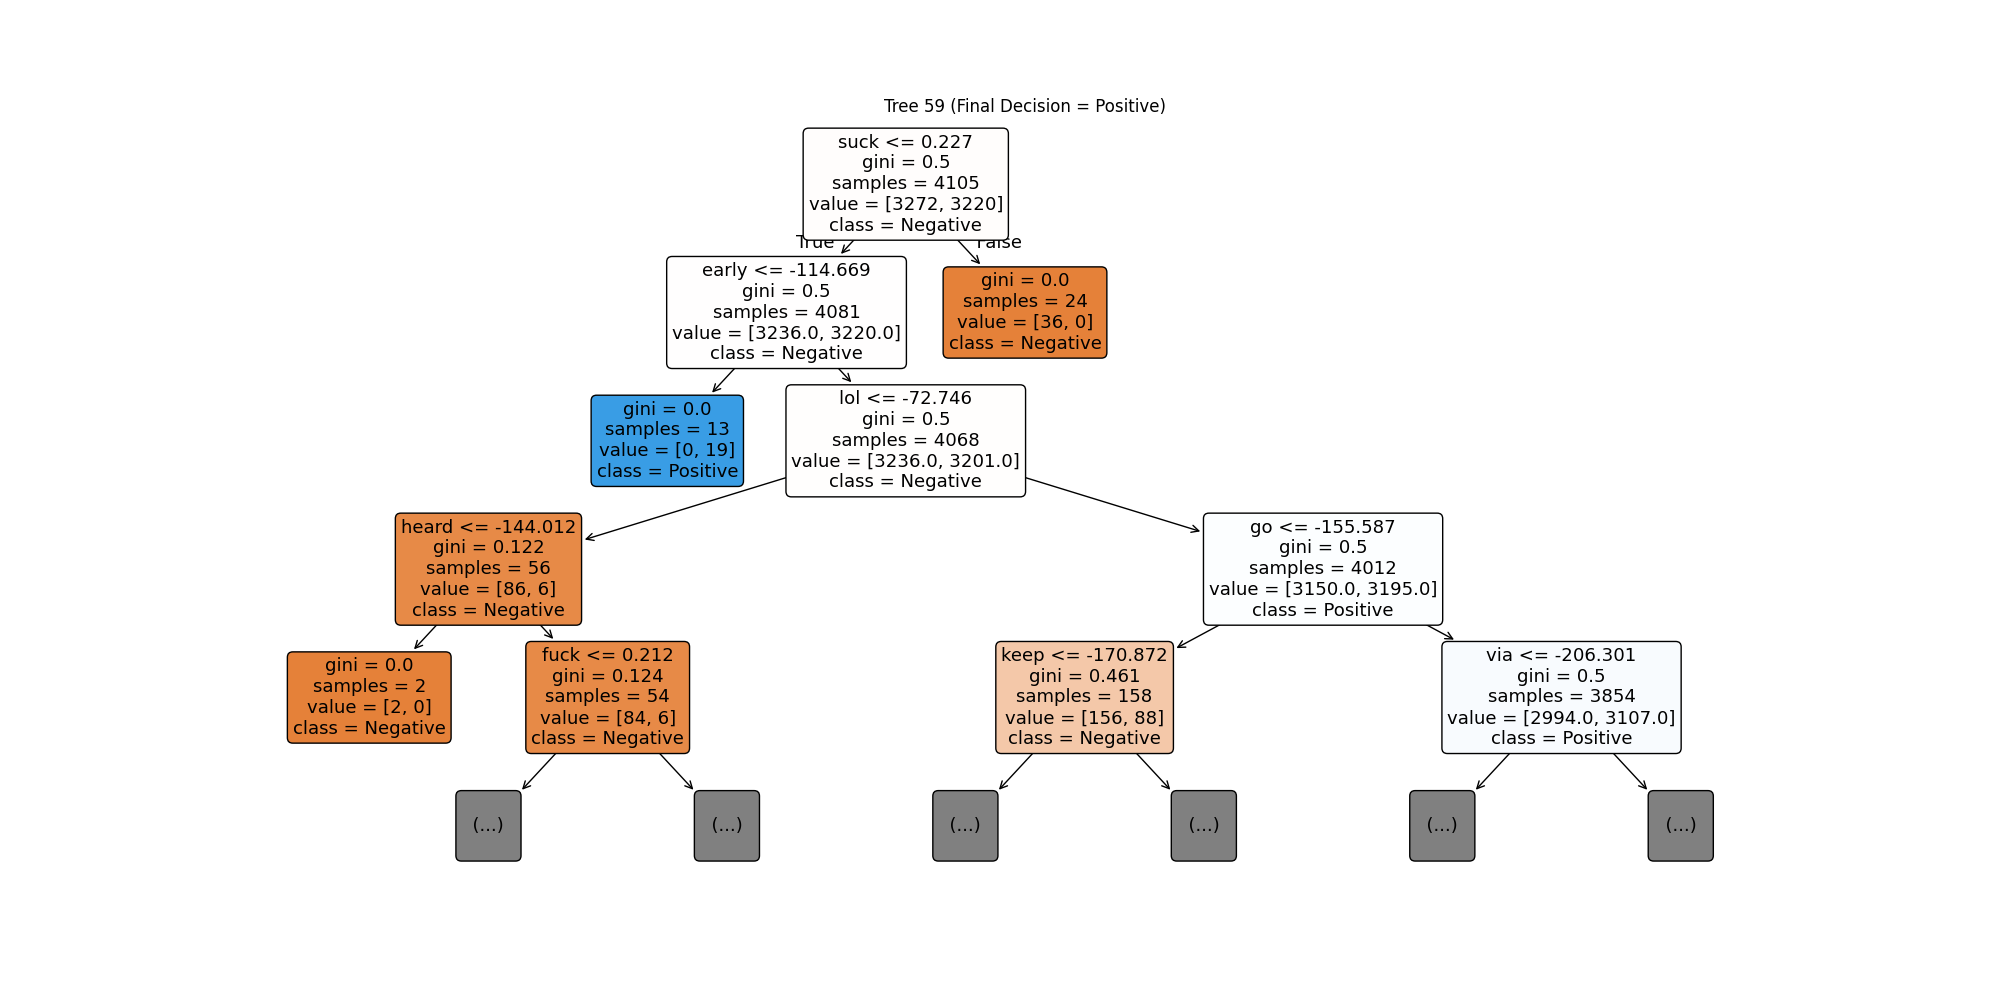 Tree 59 (Final Decision = Positive)
suck <= 0.227
gini = 0.5
samples = 4105
value = [3272, 3220]
class = Negative
True
False
early <= -114.669
gini = 0.5
samples = 4081
value = [3236.0, 3220.0]
class = Negative
gini = 0.0
samples = 24
value = [36, 0]
class = Negative
gini = 0.0
samples = 13
value = [0, 19]
class = Positive
lol <= -72.746
gini = 0.5
samples = 4068
value = [3236.0, 3201.0]
class = Negative
heard <= -144.012
gini = 0.122
samples = 56
value = [86, 6]
class = Negative
go <= -155.587
gini = 0.5
samples = 4012
value = [3150.0, 3195.0]
class = Positive
gini = 0.0
samples = 2
value = [2, 0]
class = Negative
fuck <= 0.212
gini = 0.124
samples = 54
value = [84, 6]
class = Negative
keep <= -170.872
gini = 0.461
samples = 158
value = [156, 88]
class = Negative
via <= -206.301
gini = 0.5
samples = 3854
value = [2994.0, 3107.0]
class = Positive
(...)
(...)
(...)
(...)
(...)
(...)